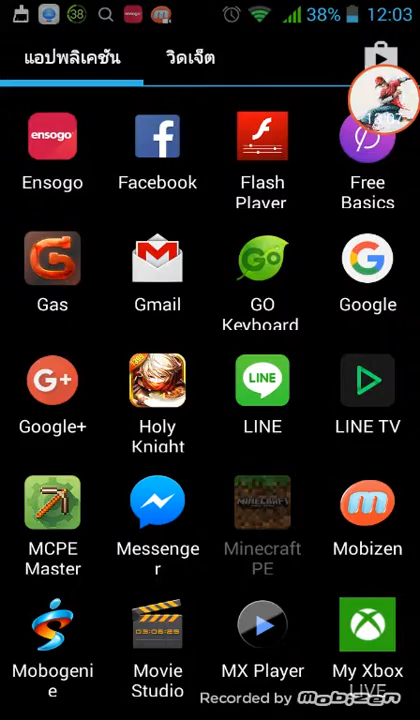 38
38% 12:03
แอปพลิเคชัน วิดเจ็ต
ensogo
Ensogo Facebook Flash Free
Player Basics
Gas Gmail GO Google
Keyboard
LINE
Google+ Holy LINE LINE TV
Knight
MINECRAFT
MCPE Messenge Minecraft Mobizen
Master r PE
03:06:29
Mobogeni Movie MX Player My Xbox
e Studio LIVE
Recorded by mobizen